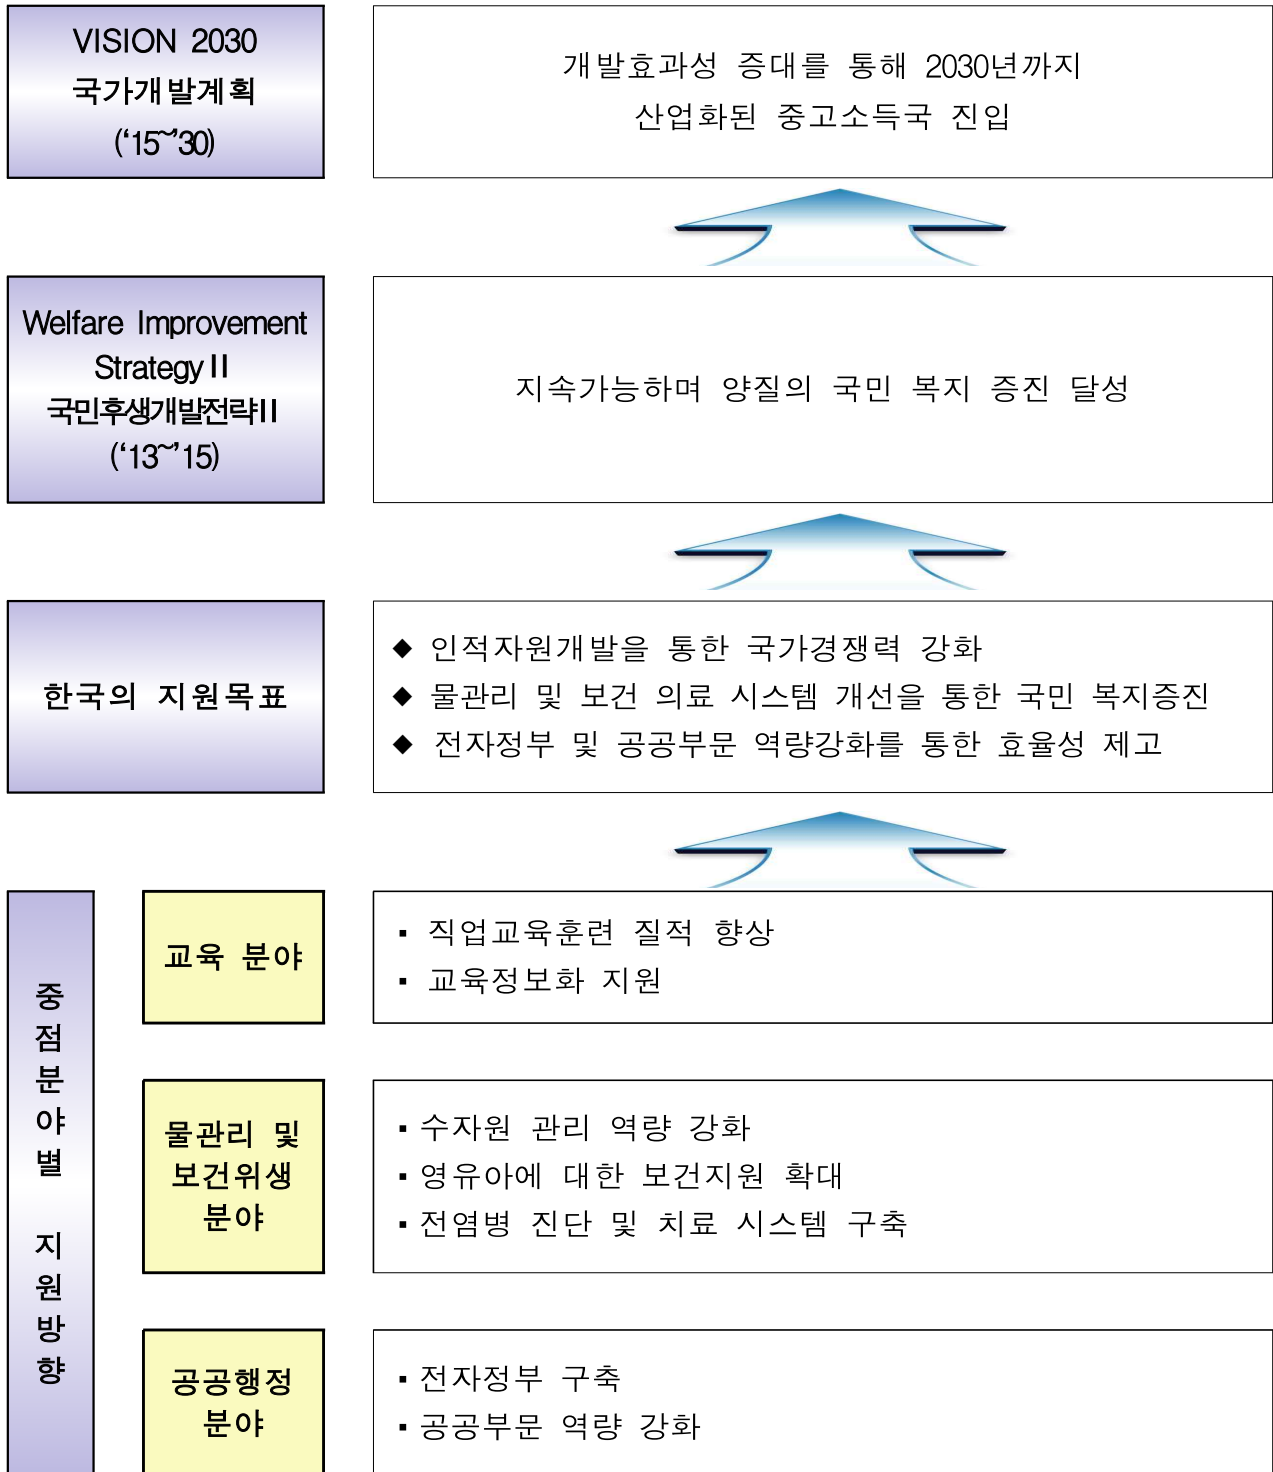 VISION 2030
국가개발계획
(‘15~’30)
개발효과성 증대를 통해 2030년까지
산업화된 중고소득국 진입
Welfare Improvement
Strategy II
국민후생개발전략II
(‘13~’15)
지속가능하며 양질의 국민 복지 증진 달성
한국의 지원목표
◆ 인적자원개발을 통한 국가경쟁력 강화
◆ 물관리 및 보건 의료 시스템 개선을 통한 국민 복지증진
◆ 전자정부 및 공공부문 역량강화를 통한 효율성 제고
중점분야별 지원방향
교육 분야
▪ 직업교육훈련 질적 향상
▪ 교육정보화 지원
물관리 및
보건위생
분야
▪ 수자원 관리 역량 강화
▪ 영유아에 대한 보건지원 확대
▪ 전염병 진단 및 치료 시스템 구축
공공행정
분야
▪ 전자정부 구축
▪ 공공부문 역량 강화